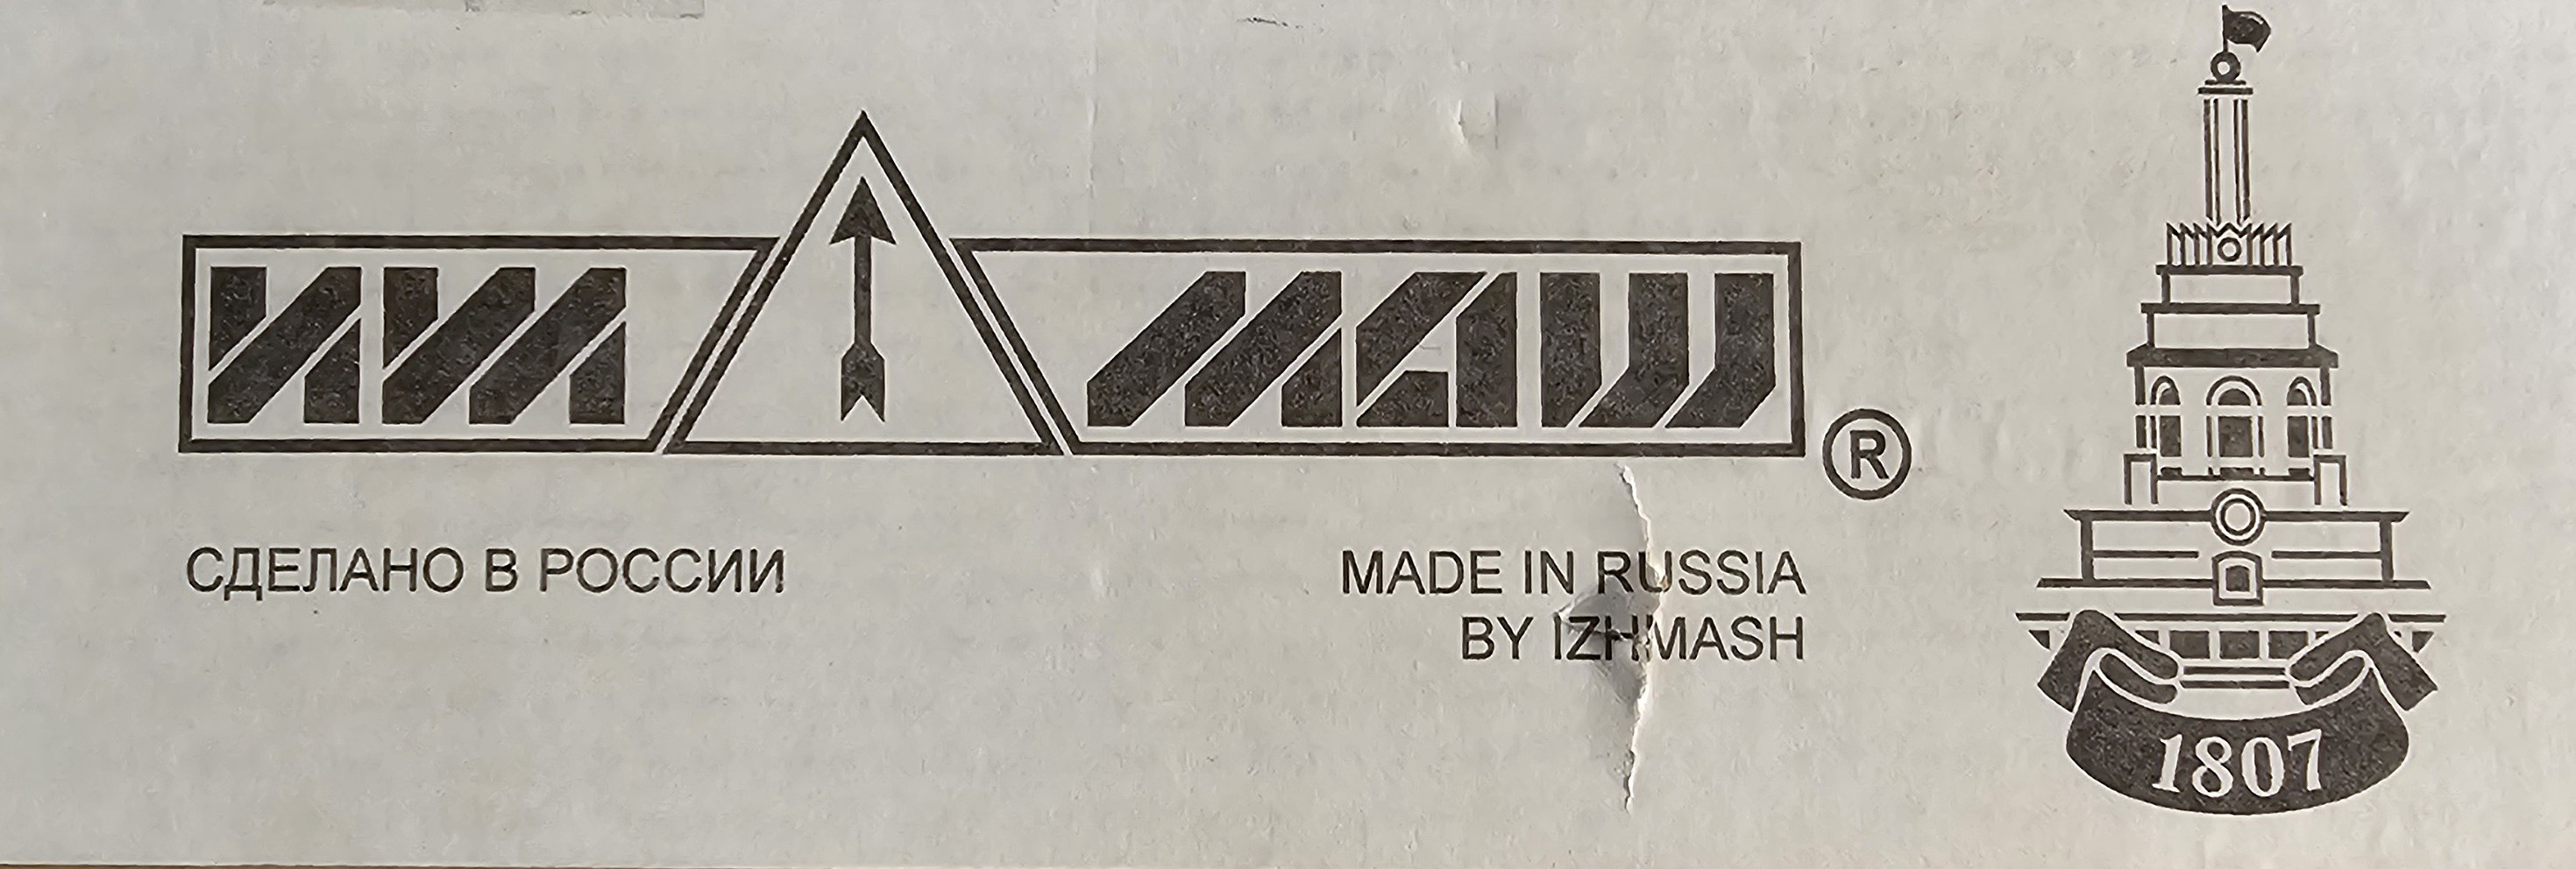 ИЖ МАШ ®
СДЕЛАНО В РОССИИ
MADE IN RUSSIA
BY IZHMASH
1807